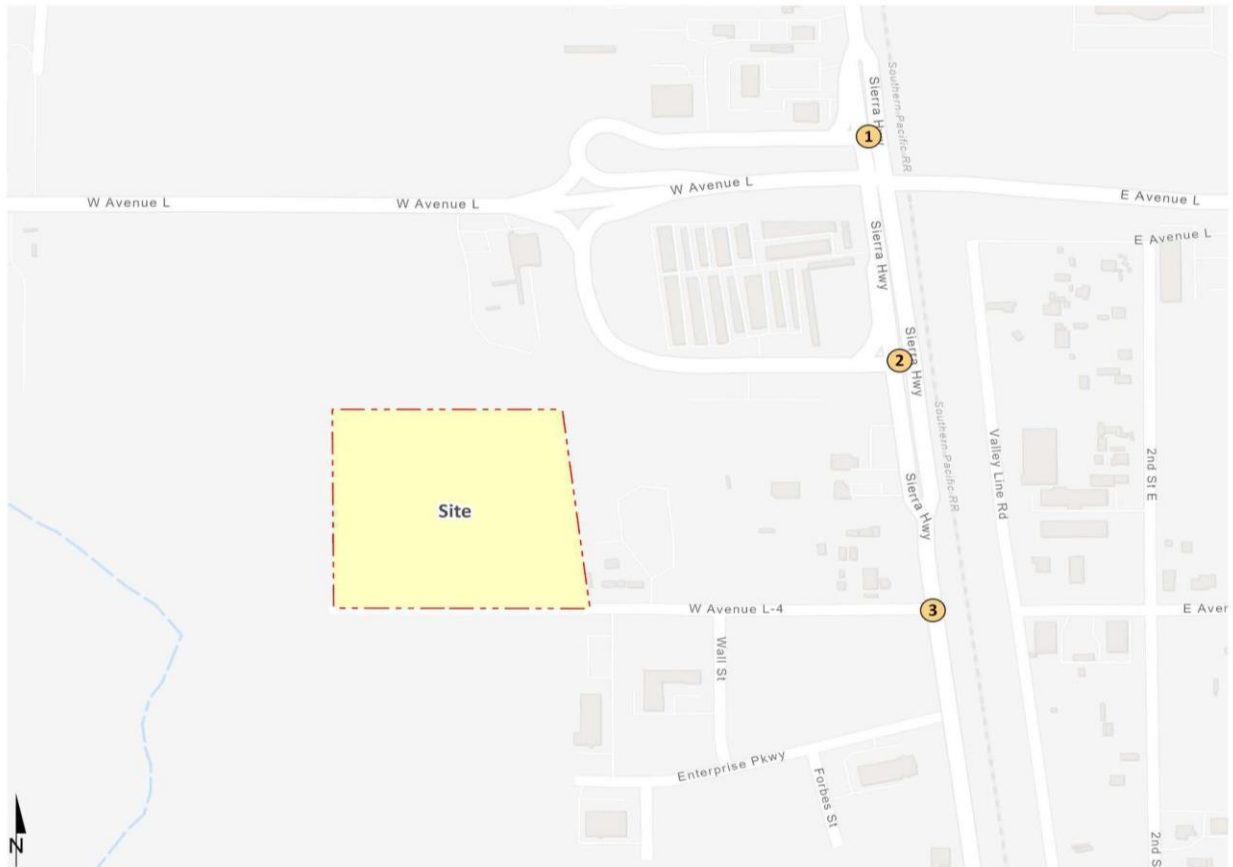 Southern Pacific RR
Sierra Hwy
1
W Avenue L
W Avenue L
W Avenue L
E Avenue L
E Avenue L
Sierra Hwy
Sierra Hwy
2
Southern Pacific RR
Valley Line Rd
2nd St E
Sierra Hwy
Site
W Avenue L-4
3
E Aver
Wall St
Enterprise Pkwy
Forbes St
2nd S
N